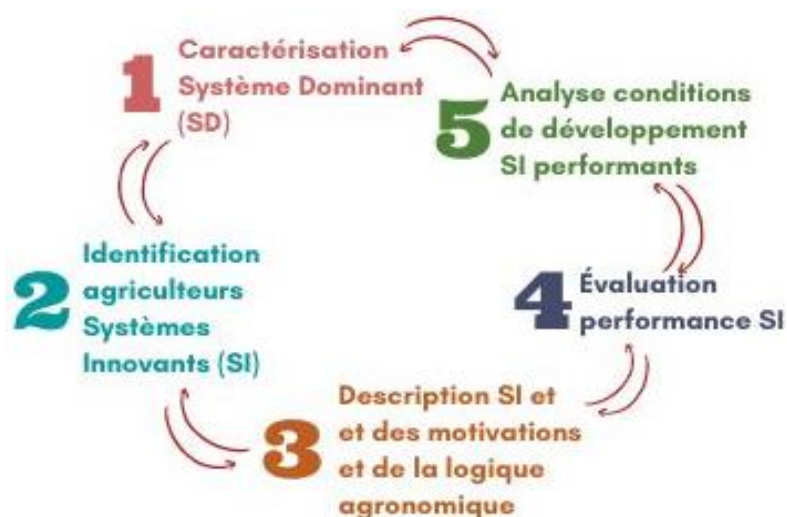 1
Caractérisation
Système Dominant
(SD)
2
Identification
agriculteurs
Systèmes
Innovants (SI)
3
Description SI et
et des motivations
et de la logique
agronomique
4
Évaluation
performance SI
5
Analyse conditions
de développement
SI performants